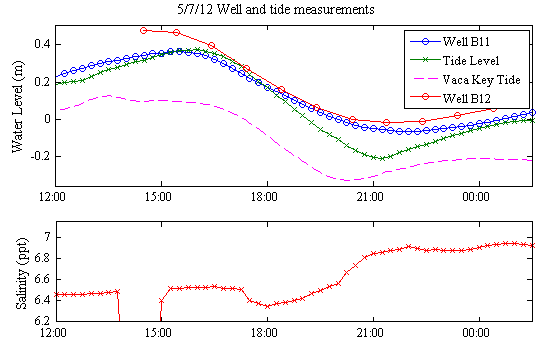 5/7/12 Well and tide measurements
Water Level (m)
0.4
0.2
0
-0.2
Well B11
Tide Level
Vaca Key Tide
Well B12
12:00 15:00 18:00 21:00 00:00
Salinity (ppt)
7
6.8
6.6
6.4
6.2
12:00 15:00 18:00 21:00 00:00